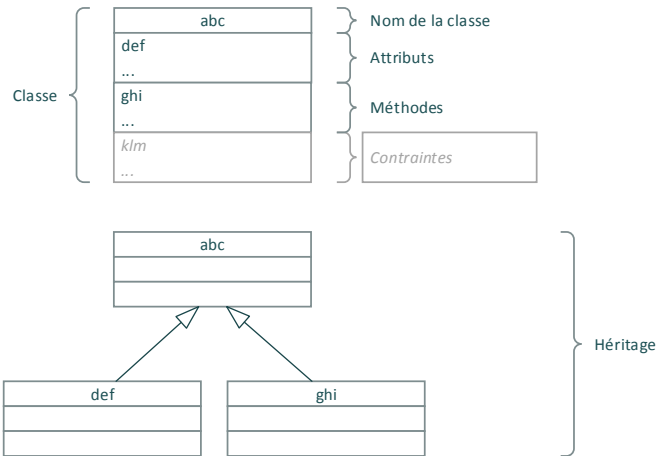 abc
Nom de la classe
def
...
Attributs
Classe
ghi
...
Méthodes
klm
...
Contraintes
abc
Héritage
def
ghi